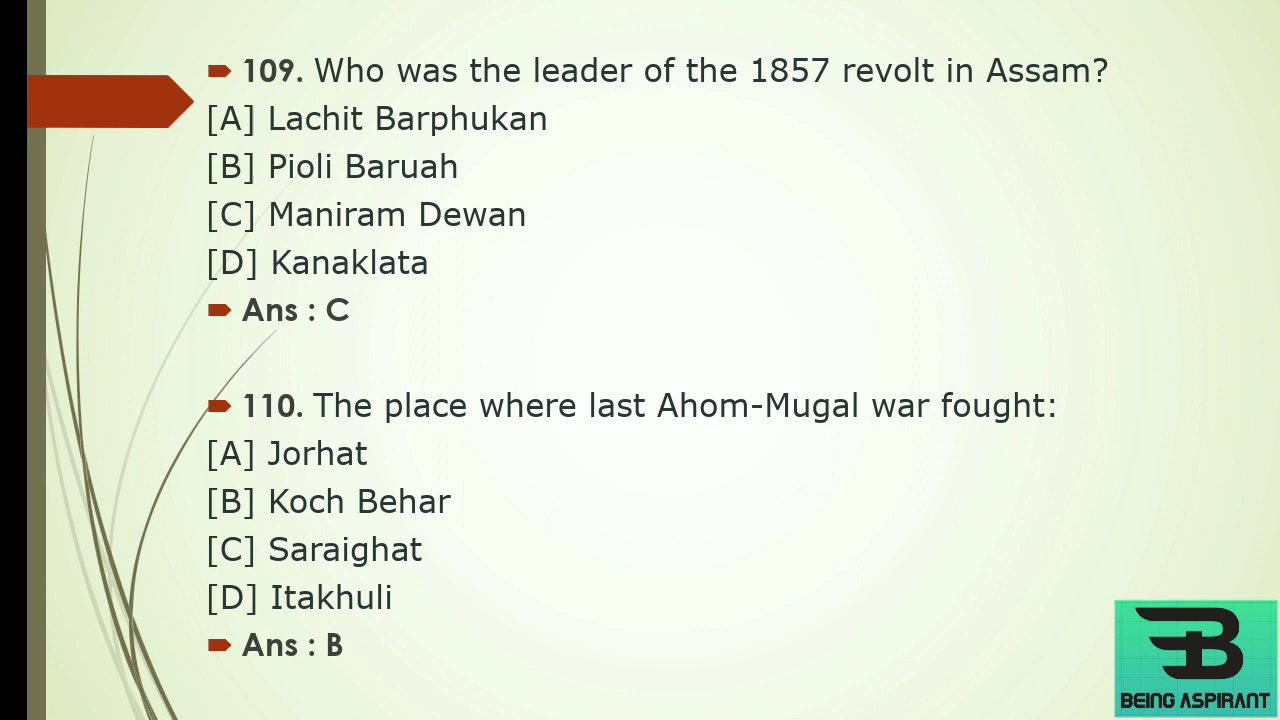 109. Who was the leader of the 1857 revolt in Assam?
[A] Lachit Barphukan
[B] Pioli Baruah
[C] Maniram Dewan
[D] Kanaklata
Ans : C
110. The place where last Ahom-Mugal war fought:
[A] Jorhat
[B] Koch Behar
[C] Saraighat
[D] Itakhuli
Ans : B
BEING ASPIRANT